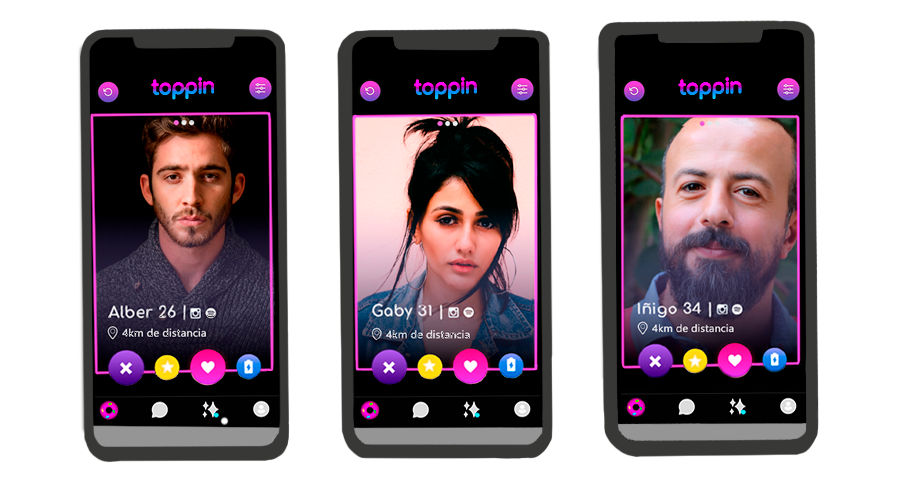 toppin
Alber 26 |
4km de distancia
toppin
Gaby 31 |
4km de distancia
toppin
Iñigo 34 |
4km de distancia